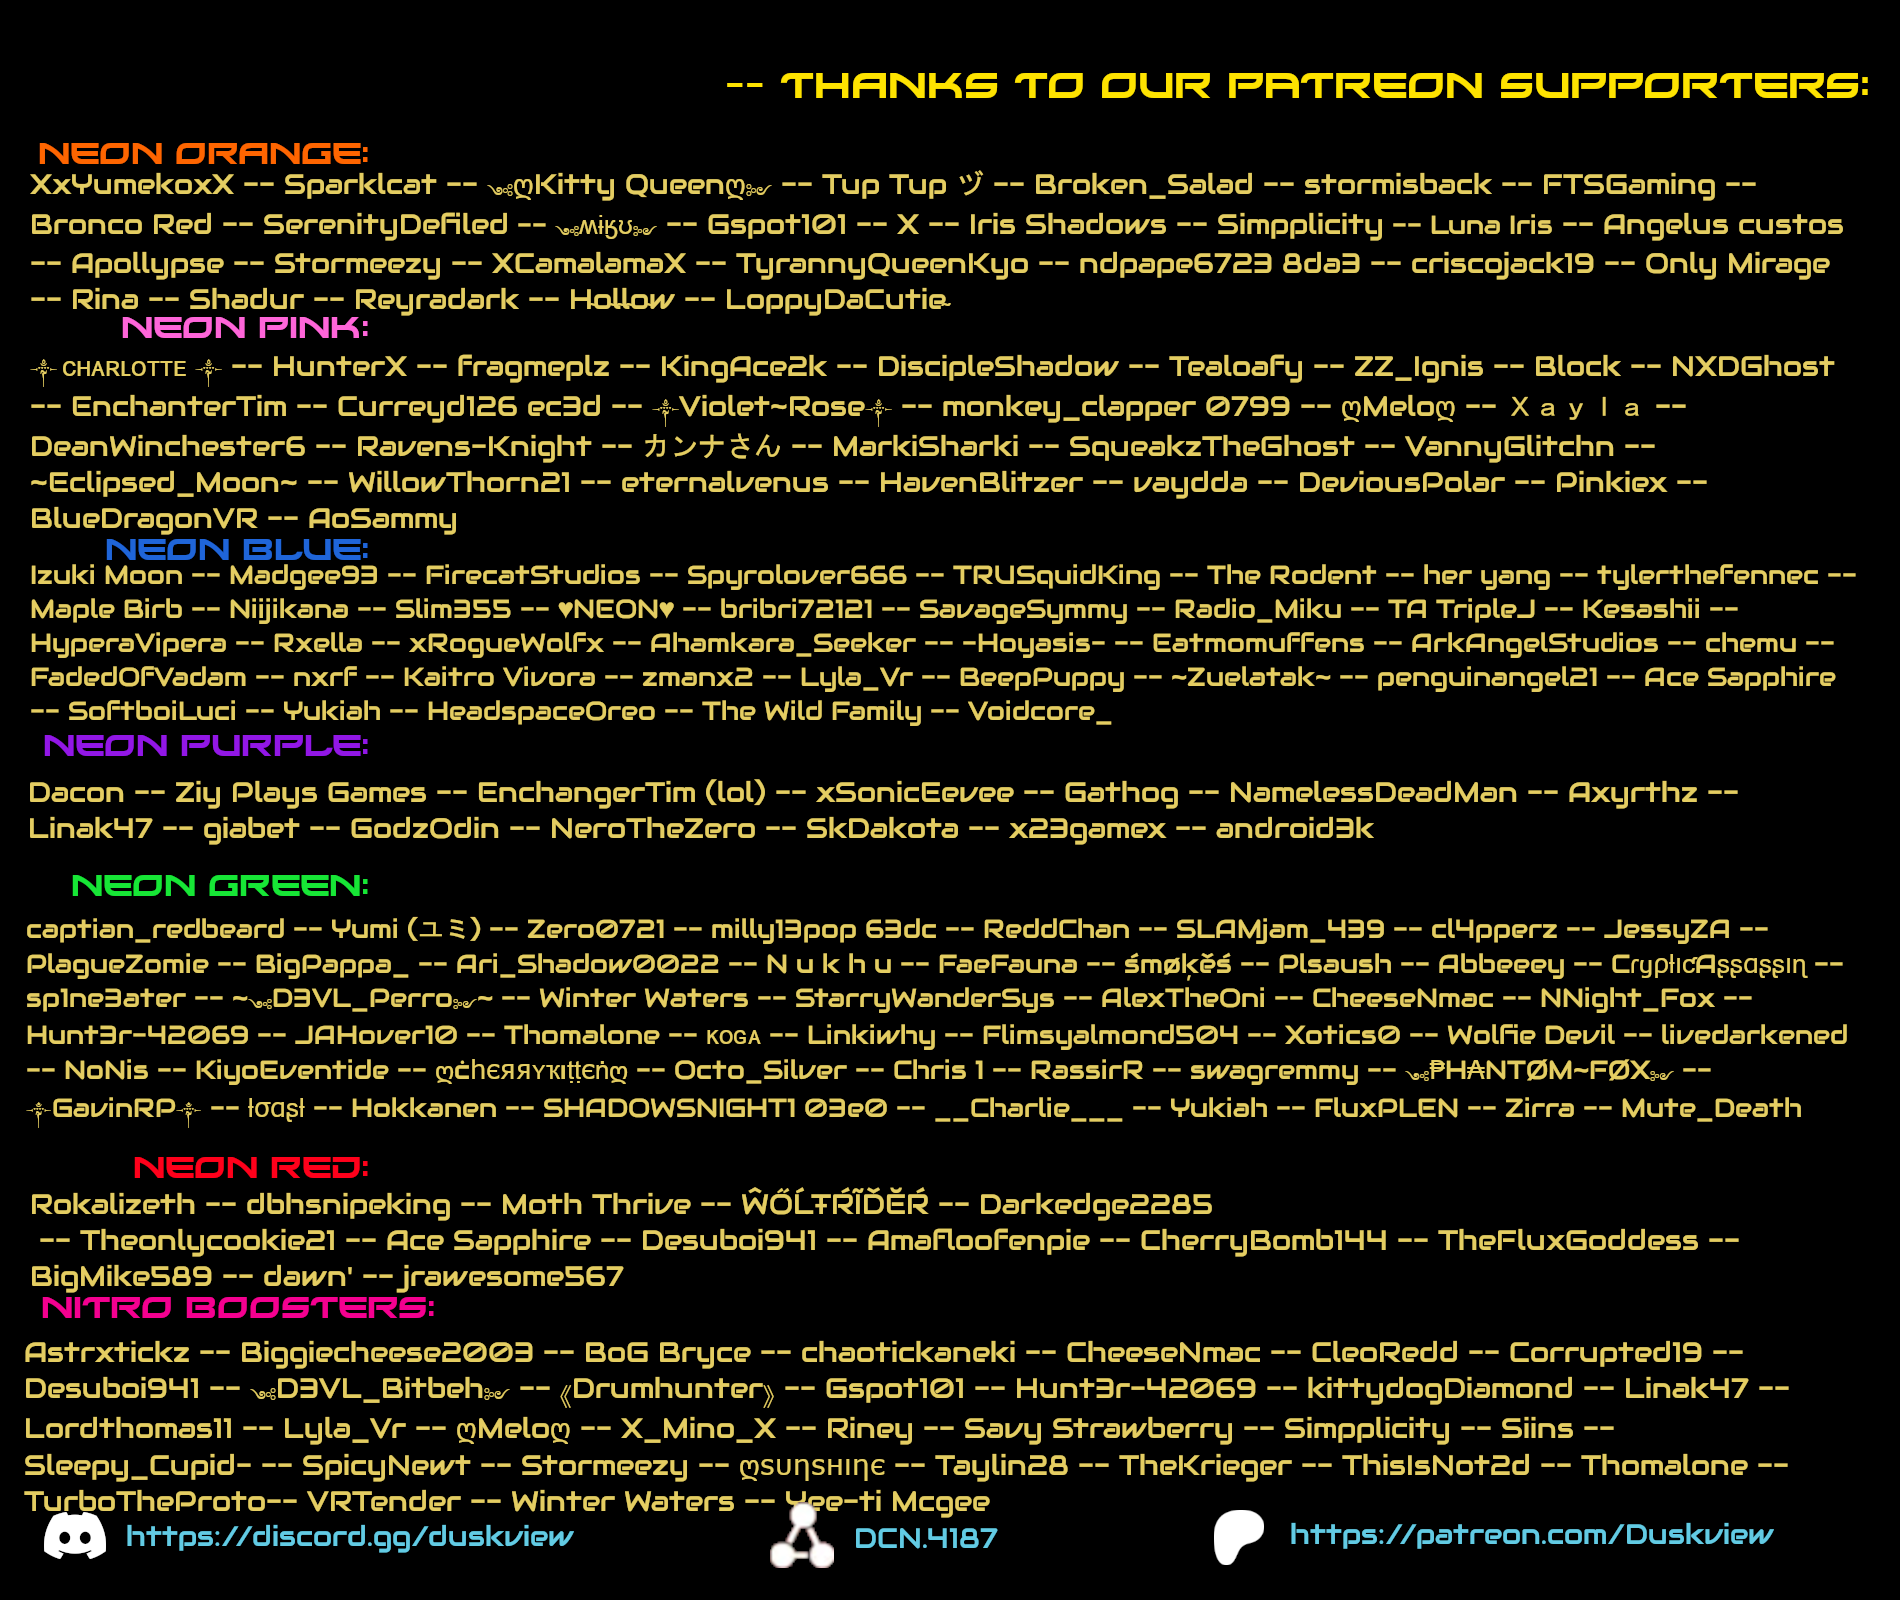 -- THANKS TO OUR PATREON SUPPORTERS:
NEON ORANGE:
XxYumekoxX -- Sparklcat -- ༺ღKitty Queenღ༻ -- Tup Tup ヅ -- Broken_Salad -- stormisback -- FTSGaming --
Bronco Red -- SerenityDefiled -- ༺ʍɨӄʊ༻ -- Gspot101 -- X -- Iris Shadows -- Simpplicity -- Luna Iris -- Angelus custos
-- Apollypse -- Stormeezy -- XCamalamaX -- TyrannyQueenKyo -- ndpape6723 8da3 -- criscojack19 -- Only Mirage
-- Rina -- Shadur -- Reyradark -- H̴o̴l̴l̴o̴w̴ -- LoppyDaCutie~
NEON PINK:
⸸ ᴄʜᴀʀʟᴏᴛᴛᴇ ⸸ -- HunterX -- fragmeplz -- KingAce2k -- DiscipleShadow -- Tealoafy -- ZZ_Ignis -- Block -- NXDGhost
-- EnchanterTim -- Curreyd126 ec3d -- ⸸Violet~Rose⸸ -- monkey_clapper 0799 -- ღMeloღ -- Ｘａｙｌａ --
DeanWinchester6 -- Ravens-Knight -- カンナさん -- MarkiSharki -- SqueakzTheGhost -- VannyGlitchn --
~Eclipsed_Moon~ -- WillowThorn21 -- eternalvenus -- HavenBlitzer -- vaydda -- DeviousPolar -- Pinkiex --
BlueDragonVR -- AoSammy
NEON BLUE:
Izuki Moon -- Madgee93 -- FirecatStudios -- Spyrolover666 -- TRUSquidKing -- The Rodent -- her yang -- tylerthefennec --
Maple Birb -- Niijikana -- Slim355 -- ♥NEON♥ -- bribri72121 -- SavageSymmy -- Radio_Miku -- TA TripleJ -- Kesashii --
HyperaVipera -- Rxella -- xRogueWolfx -- Ahamkara_Seeker -- -Hoyasis- -- Eatmomuffens -- ArkAngelStudios -- chemu --
FadedOfVadam -- nxrf -- Kaitro Vivora -- zmanx2 -- Lyla_Vr -- BeepPuppy -- ~Zuelatak~ -- penguinangel21 -- Ace Sapphire
-- SoftboiLuci -- Yukiah -- HeadspaceOreo -- The Wild Family -- Voidcore_
NEON PURPLE:
Dacon -- Ziy Plays Games -- EnchangerTim (lol) -- xSonicEevee -- Gathog -- NamelessDeadMan -- Axyrthz --
Linak47 -- giabet -- GodzOdin -- NeroTheZero -- SkDakota -- x23gamex -- android3k
NEON GREEN:
captian_redbeard -- Yumi (ユミ) -- Zero0721 -- milly13pop 63dc -- ReddChan -- SLAMjam_439 -- cl4pperz -- JessyZA --
PlagueZomie -- BigPappa_ -- Ari_Shadow0022 -- N u k h u -- FaeFauna -- śmøķěś -- Plsaush -- Abbeeey -- CɾყρƚιƈAʂʂαʂʂιɳ --
sp1ne3ater -- ~༺D3VL_Perro༻~ -- Winter Waters -- StarryWanderSys -- AlexTheOni -- CheeseNmac -- NNight_Fox --
Hunt3r-42069 -- JAHover10 -- Thomalone -- ᴋᴏɢᴀ -- Linkiwhy -- Flimsyalmond504 -- Xotics0 -- Wolfie Devil -- livedarkened
-- NoNis -- KiyoEventide -- ღċһєяяʏҡıţţєṅღ -- Octo_Silver -- Chris 1 -- RassirR -- swagremmy -- ༺₱H₳NTØM~FØX༻ --
⸸GavinRP⸸ -- ƚσαʂƚ -- Hokkanen -- SHADOWSNIGHT1 03e0 -- __Charlie___ -- Yukiah -- FluxPLEN -- Zirra -- Mute_Death
NEON RED:
Rokalizeth -- dbhsnipeking -- Moth Thrive -- ŴŐĹŦŔĨĎĔŔ -- Darkedge2285
-- Theonlycookie21 -- Ace Sapphire -- Desuboi941 -- Amafloofenpie -- CherryBomb144 -- TheFluxGoddess --
BigMike589 -- dawn' -- jrawesome567
NITRO BOOSTERS:
Astrxtickz -- Biggiecheese2003 -- BoG Bryce -- chaotickaneki -- CheeseNmac -- CleoRedd -- Corrupted19 --
Desuboi941 -- ༺D3VL_Bitbeh༻ -- 《Drumhunter》 -- Gspot101 -- Hunt3r-42069 -- kittydogDiamond -- Linak47 --
Lordthomas11 -- Lyla_Vr -- ღMeloღ -- X_Mino_X -- Riney -- Savy Strawberry -- Simpplicity -- Siins --
Sleepy_Cupid- -- SpicyNewt -- Stormeezy -- ღsυηsнıηє -- Taylin28 -- TheKrieger -- ThisIsNot2d -- Thomalone --
TurboTheProto-- VRTender -- Winter Waters -- Yee-ti Mcgee
https://discord.gg/duskview
DCN.4187
https://patreon.com/Duskview